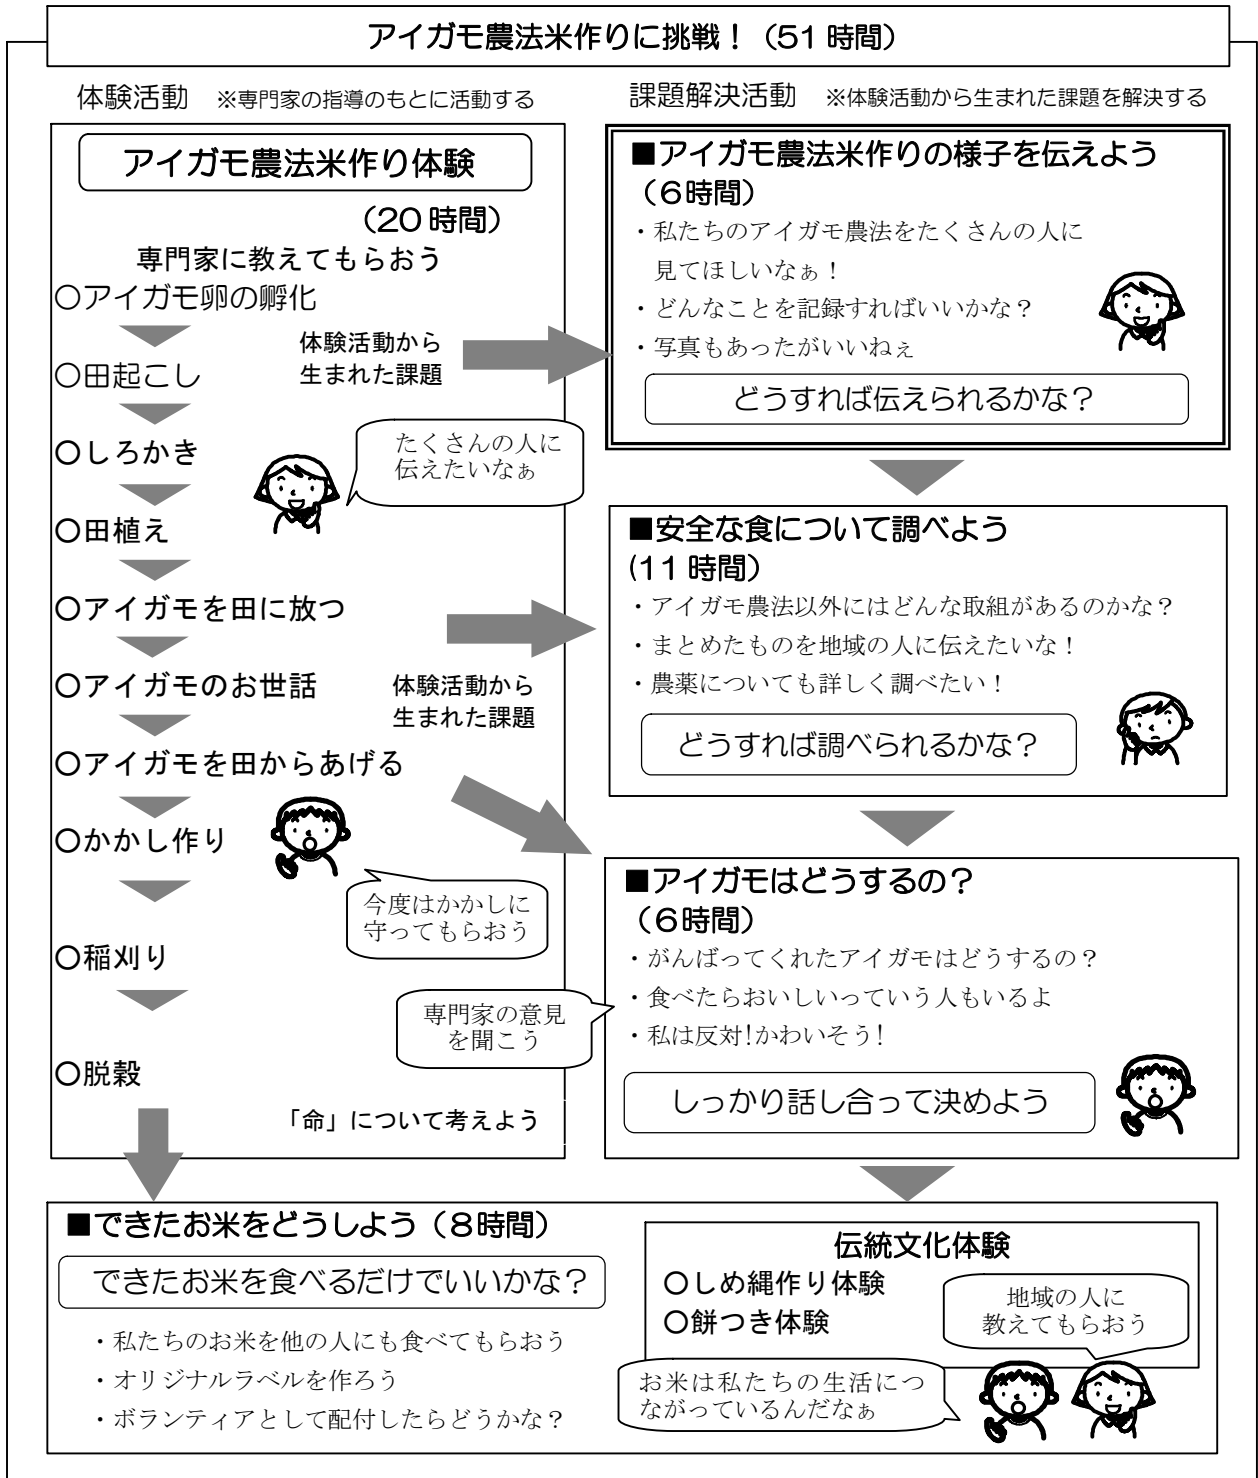 アイガモ農法米作りに挑戦！（51時間）
体験活動　※専門家の指導のもとに活動する
アイガモ農法米作り体験
（20時間）
専門家に教えてもらおう
○アイガモ卵の孵化
体験活動から
生まれた課題
○田起こし
○しろかき
たくさんの人に
伝えたいなぁ
○田植え
○アイガモを田に放つ
○アイガモのお世話
体験活動から
生まれた課題
○アイガモを田からあげる
○かかし作り
今度はかかしに
守ってもらおう
○稲刈り
専門家の意見
を聞こう
○脱穀
「命」について考えよう
課題解決活動　※体験活動から生まれた課題を解決する
■アイガモ農法米作りの様子を伝えよう
（6時間）
・私たちのアイガモ農法をたくさんの人に
見てほしいなぁ！
・どんなことを記録すればいいかな？
・写真もあったがいいねぇ
どうすれば伝えられるかな？
■安全な食について調べよう
(11時間）
・アイガモ農法以外にはどんな取組があるのかな？
・まとめたものを地域の人に伝えたいな！
・農薬についても詳しく調べたい！
どうすれば調べられるかな？
■アイガモはどうするの？
（6時間）
・がんばってくれたアイガモはどうするの？
・食べたらおいしいっていう人もいるよ
・私は反対!かわいそう!
しっかり話し合って決めよう
■できたお米をどうしよう（8時間）
できたお米を食べるだけでいいかな？
・私たちのお米を他の人にも食べてもらおう
・オリジナルラベルを作ろう
・ボランティアとして配付したらどうかな？
伝統文化体験
○しめ縄作り体験
○餅つき体験
地域の人に
教えてもらおう
お米は私たちの生活につ
ながっているんだなぁ